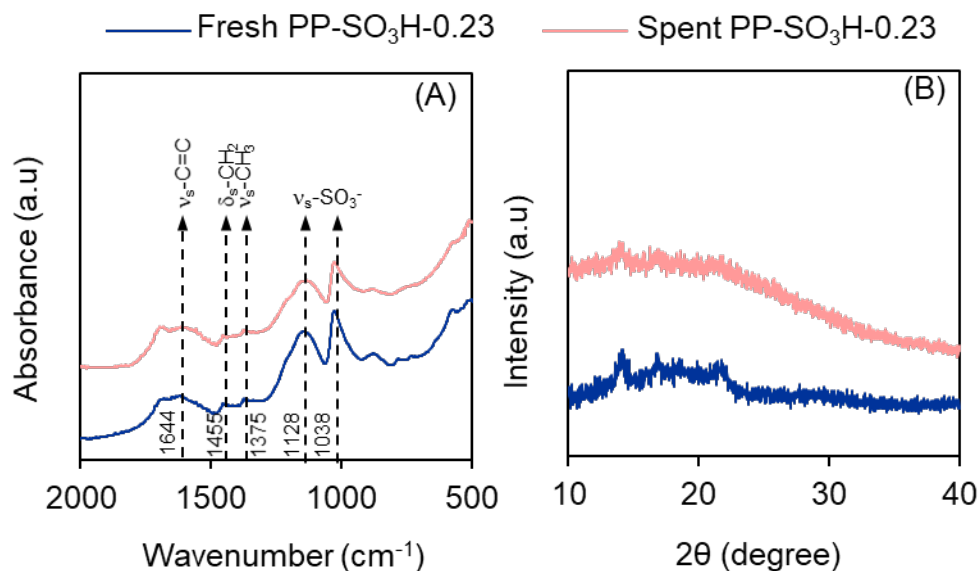 Fresh PP-SO₃H-0.23
Spent PP-SO₃H-0.23
(A)
νₛ-C=C
δₛ-CH₂
νₛ-CH₃
νₛ-SO₃⁻
Absorbance (a.u)
1644
1455
1375
1128
1038
2000 1500 1000 500
Wavenumber (cm⁻¹)
(B)
Intensity (a.u)
10 20 30 40
2θ (degree)